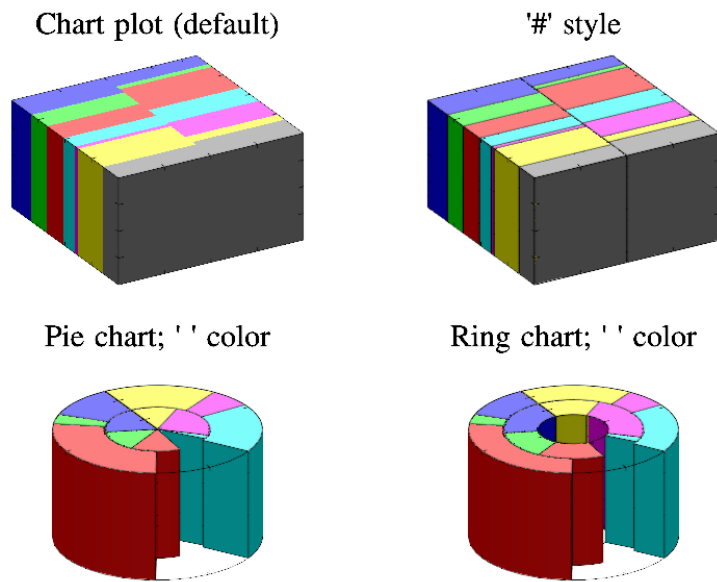 Chart plot (default)
'#' style
Pie chart; ' ' color
Ring chart; ' ' color